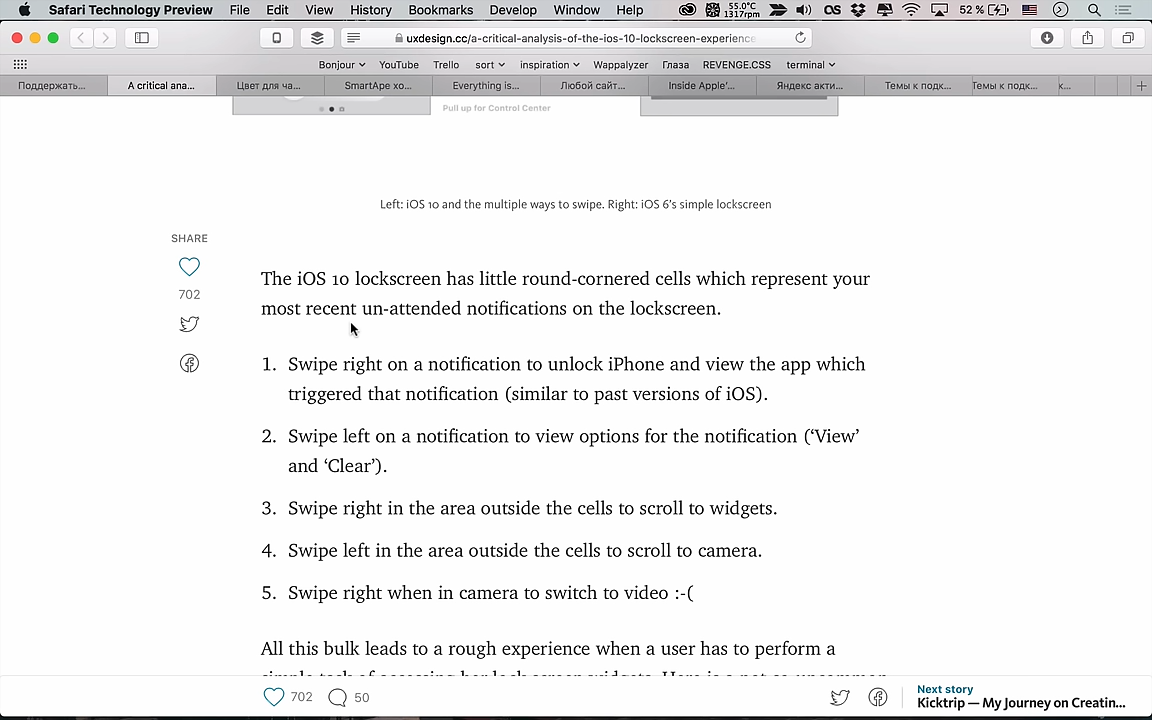 Safari Technology Preview File Edit View History Bookmarks Develop Window Help 55.0°C 1317rpm 52 %
uxdesign.cc/a-critical-analysis-of-the-ios-10-lockscreen-experience
Bonjour YouTube Trello sort inspiration Wappalyzer Глаза REVENGE.CSS terminal
Поддержать... A critical ana... Цвет для ча... SmartApe хо... Everything is... Любой сайт... Inside Apple'... Яндекс акти... Темы к подк... Темы к подк... к...
Pull up for Control Center
Left: iOS 10 and the multiple ways to swipe. Right: iOS 6’s simple lockscreen
SHARE
702
The iOS 10 lockscreen has little round-cornered cells which represent your
most recent un-attended notifications on the lockscreen.
1. Swipe right on a notification to unlock iPhone and view the app which
triggered that notification (similar to past versions of iOS).
2. Swipe left on a notification to view options for the notification (‘View’
and ‘Clear’).
3. Swipe right in the area outside the cells to scroll to widgets.
4. Swipe left in the area outside the cells to scroll to camera.
5. Swipe right when in camera to switch to video :-(
All this bulk leads to a rough experience when a user has to perform a
702 50
Next story
Kicktrip — My Journey on Creatin...